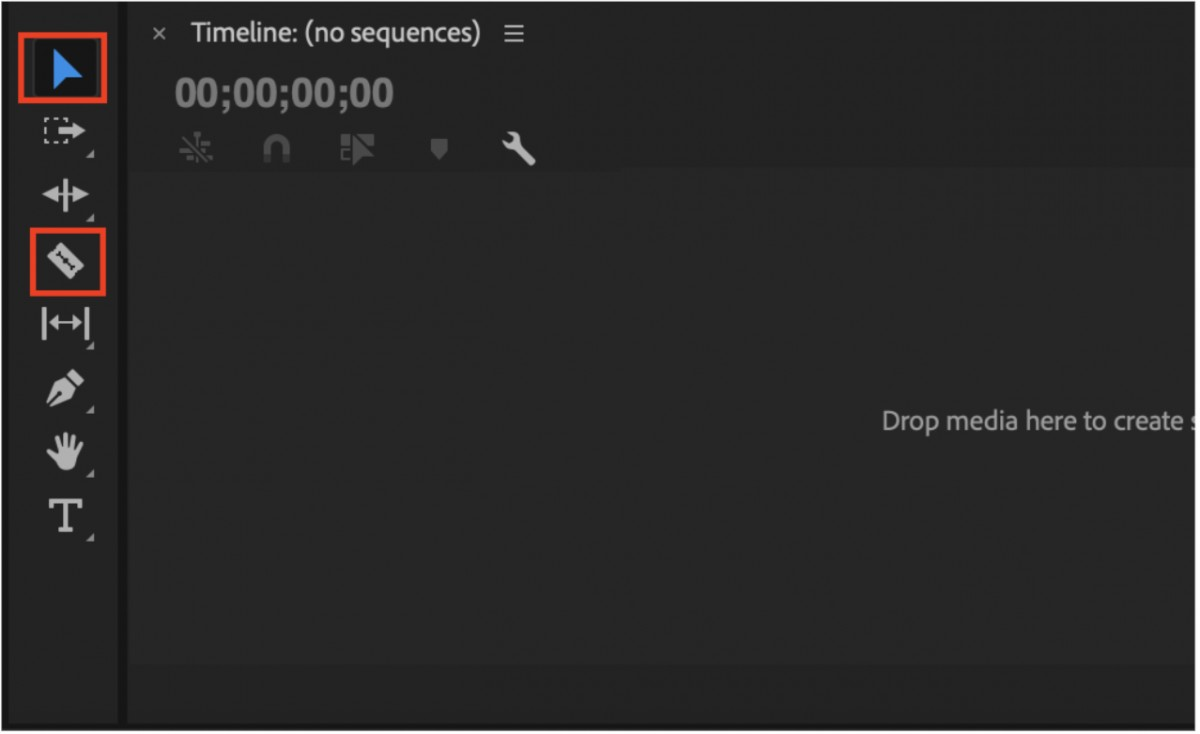 Timeline: (no sequences)
00;00;00;00
Drop media here to create